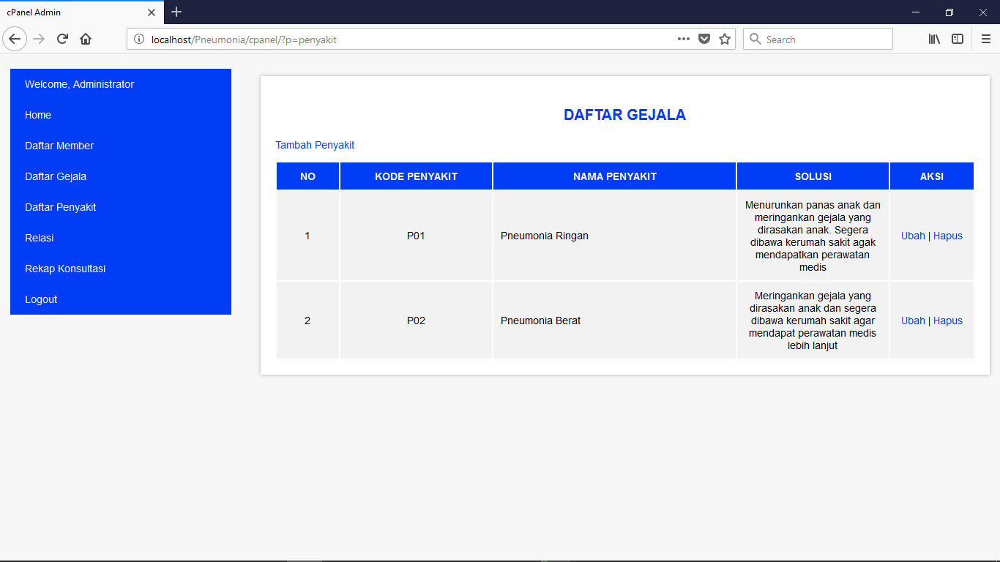 cPanel Admin
localhost/Pneumonia/cpanel/?p=penyakit
Search
Welcome, Administrator
Home
Daftar Member
Daftar Gejala
Daftar Penyakit
Relasi
Rekap Konsultasi
Logout
DAFTAR GEJALA
Tambah Penyakit
NO KODE PENYAKIT NAMA PENYAKIT SOLUSI AKSI
Menurunkan panas anak dan
meringankan gejala yang
dirasakan anak. Segera
1 P01 Pneumonia Ringan Ubah | Hapus
dibawa kerumah sakit agak
mendapatkan perawatan
medis
Meringankan gejala yang
dirasakan anak dan segera
2 P02 Pneumonia Berat dibawa kerumah sakit agar Ubah | Hapus
mendapat perawatan medis
lebih lanjut